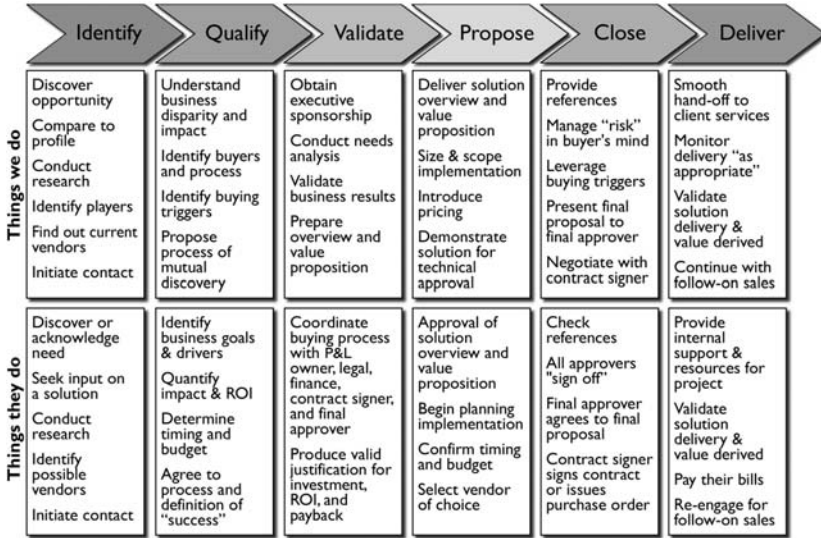 Identify
Qualify
Validate
Propose
Close
Deliver
Things we do
Discover
opportunity
Compare to
profile
Conduct
research
Identify players
Find out current
vendors
Initiate contact
Understand
business
disparity and
impact
Identify buyers
and process
Identify buying
triggers
Propose
process of
mutual
discovery
Obtain
executive
sponsorship
Conduct needs
analysis
Validate
business results
Prepare
overview and
value
proposition
Deliver solution
overview and
value
proposition
Size & scope
implementation
Introduce
pricing
Demonstrate
solution for
technical
approval
Provide
references
Manage “risk”
in buyer's mind
Leverage
buying triggers
Present final
proposal to
final approver
Negotiate with
contract signer
Smooth
hand-off to
client services
Monitor
delivery “as
appropriate”
Validate
solution
delivery &
value derived
Continue with
follow-on sales
Things they do
Discover or
acknowledge
need
Seek input on
a solution
Conduct
research
Identify
possible
vendors
Initiate contact
Identify
business goals
& drivers
Quantify
impact & ROI
Determine
timing and
budget
Agree to
process and
definition of
“success”
Coordinate
buying process
with P&L
owner, legal,
finance,
contract signer,
and final
approver
Produce valid
justification for
investment,
ROI, and
payback
Approval of
solution
overview and
value
proposition
Begin planning
implementation
Confirm timing
and budget
Select vendor
of choice
Check
references
All approvers
"sign off"
Final approver
agrees to final
proposal
Contract signer
signs contract
or issues
purchase order
Provide
internal
support &
resources for
project
Validate
solution
delivery &
value derived
Pay their bills
Re-engage for
follow-on sales